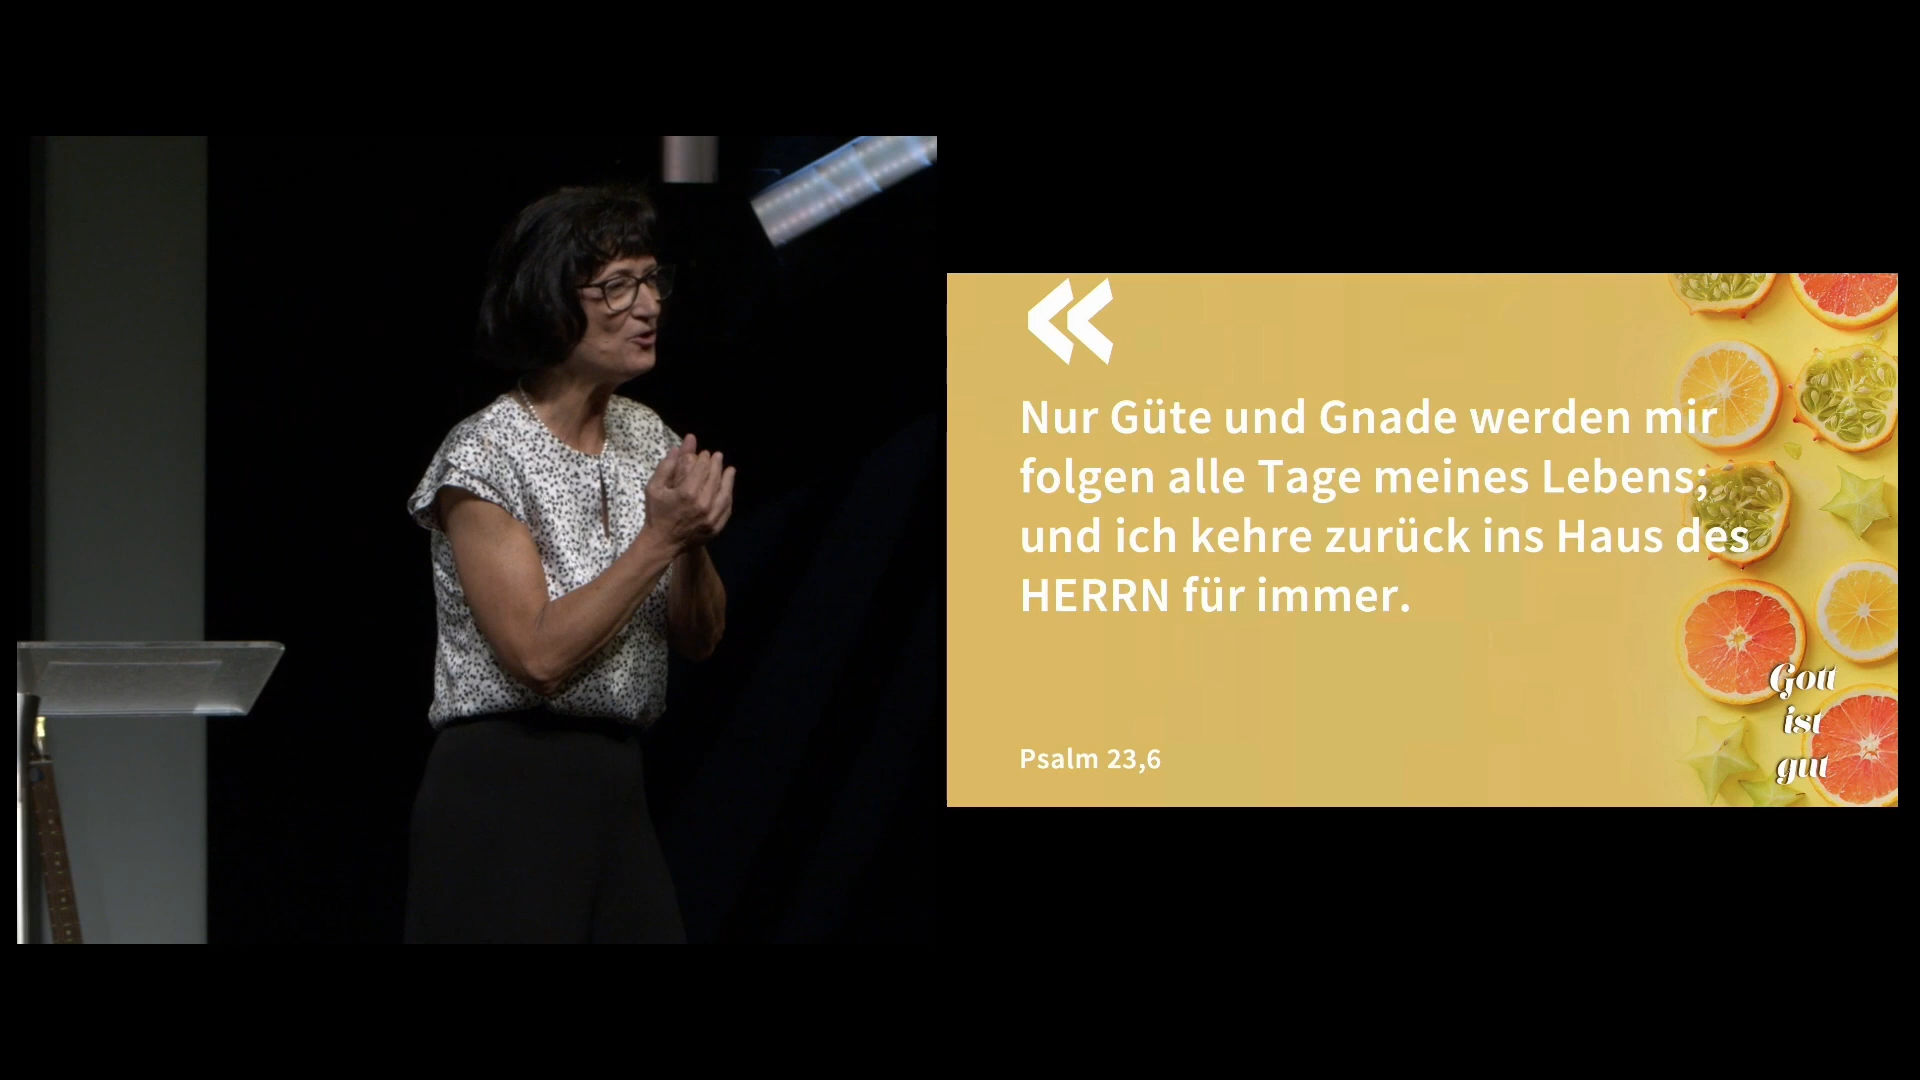 «
Nur Güte und Gnade werden mir
folgen alle Tage meines Lebens;
und ich kehre zurück ins Haus des
HERRN für immer.
Psalm 23,6
Gott
ist
gut